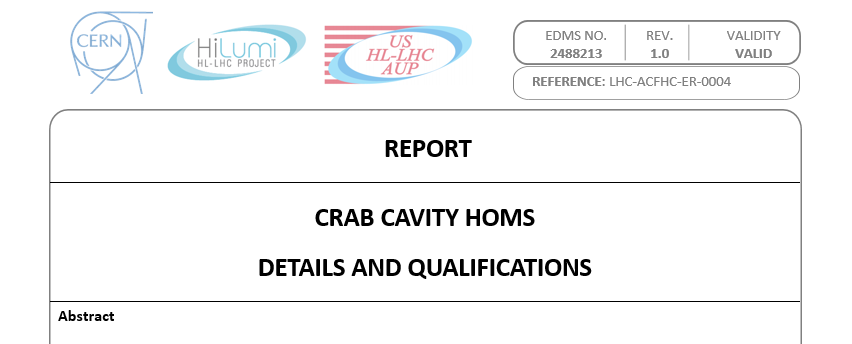 CERN
HiLumi
HL-LHC PROJECT
US
HL-LHC
AUP
EDMS NO. REV. VALIDITY
2488213 1.0 VALID
REFERENCE: LHC-ACFHC-ER-0004
REPORT
CRAB CAVITY HOMS
DETAILS AND QUALIFICATIONS
Abstract